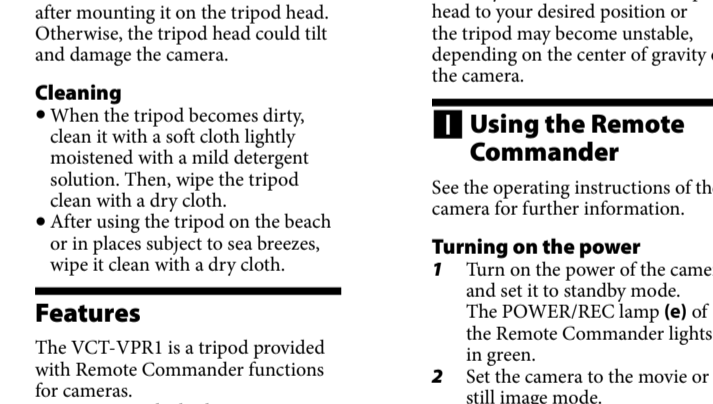 after mounting it on the tripod head.
Otherwise, the tripod head could tilt
and damage the camera.
Cleaning
● When the tripod becomes dirty,
clean it with a soft cloth lightly
moistened with a mild detergent
solution. Then, wipe the tripod
clean with a dry cloth.
● After using the tripod on the beach
or in places subject to sea breezes,
wipe it clean with a dry cloth.
Features
The VCT-VPR1 is a tripod provided
with Remote Commander functions
for cameras.
head to your desired position or
the tripod may become unstable,
depending on the center of gravity
the camera.
I Using the Remote
Commander
See the operating instructions of
camera for further information.
Turning on the power
1 Turn on the power of the
and set it to standby mode.
The POWER/REC lamp (e) of
the Remote Commander lights
in green.
2 Set the camera to the movie or
still image mode.